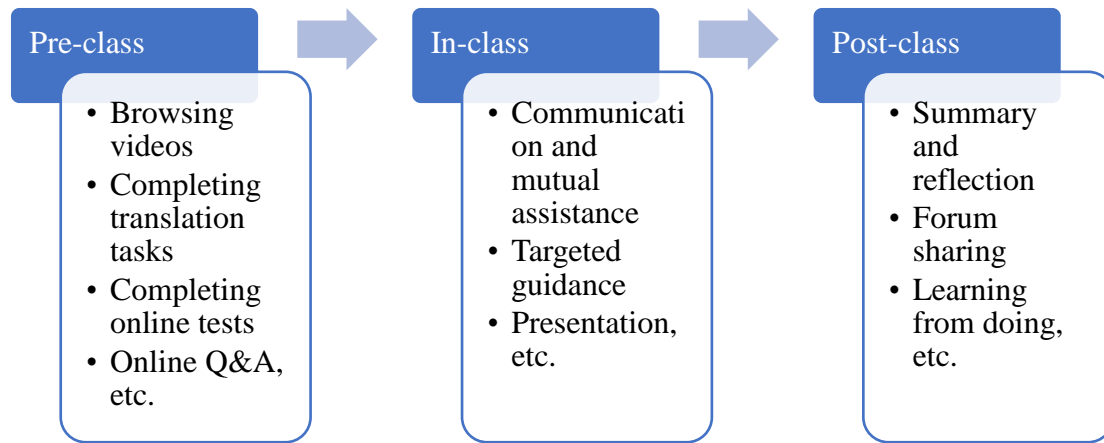 Pre-class
• Browsing
videos
• Completing
translation
tasks
• Completing
online tests
• Online Q&A,
etc.
In-class
• Communicati
on and
mutual
assistance
• Targeted
guidance
• Presentation,
etc.
Post-class
• Summary
and
reflection
• Forum
sharing
• Learning
from doing,
etc.